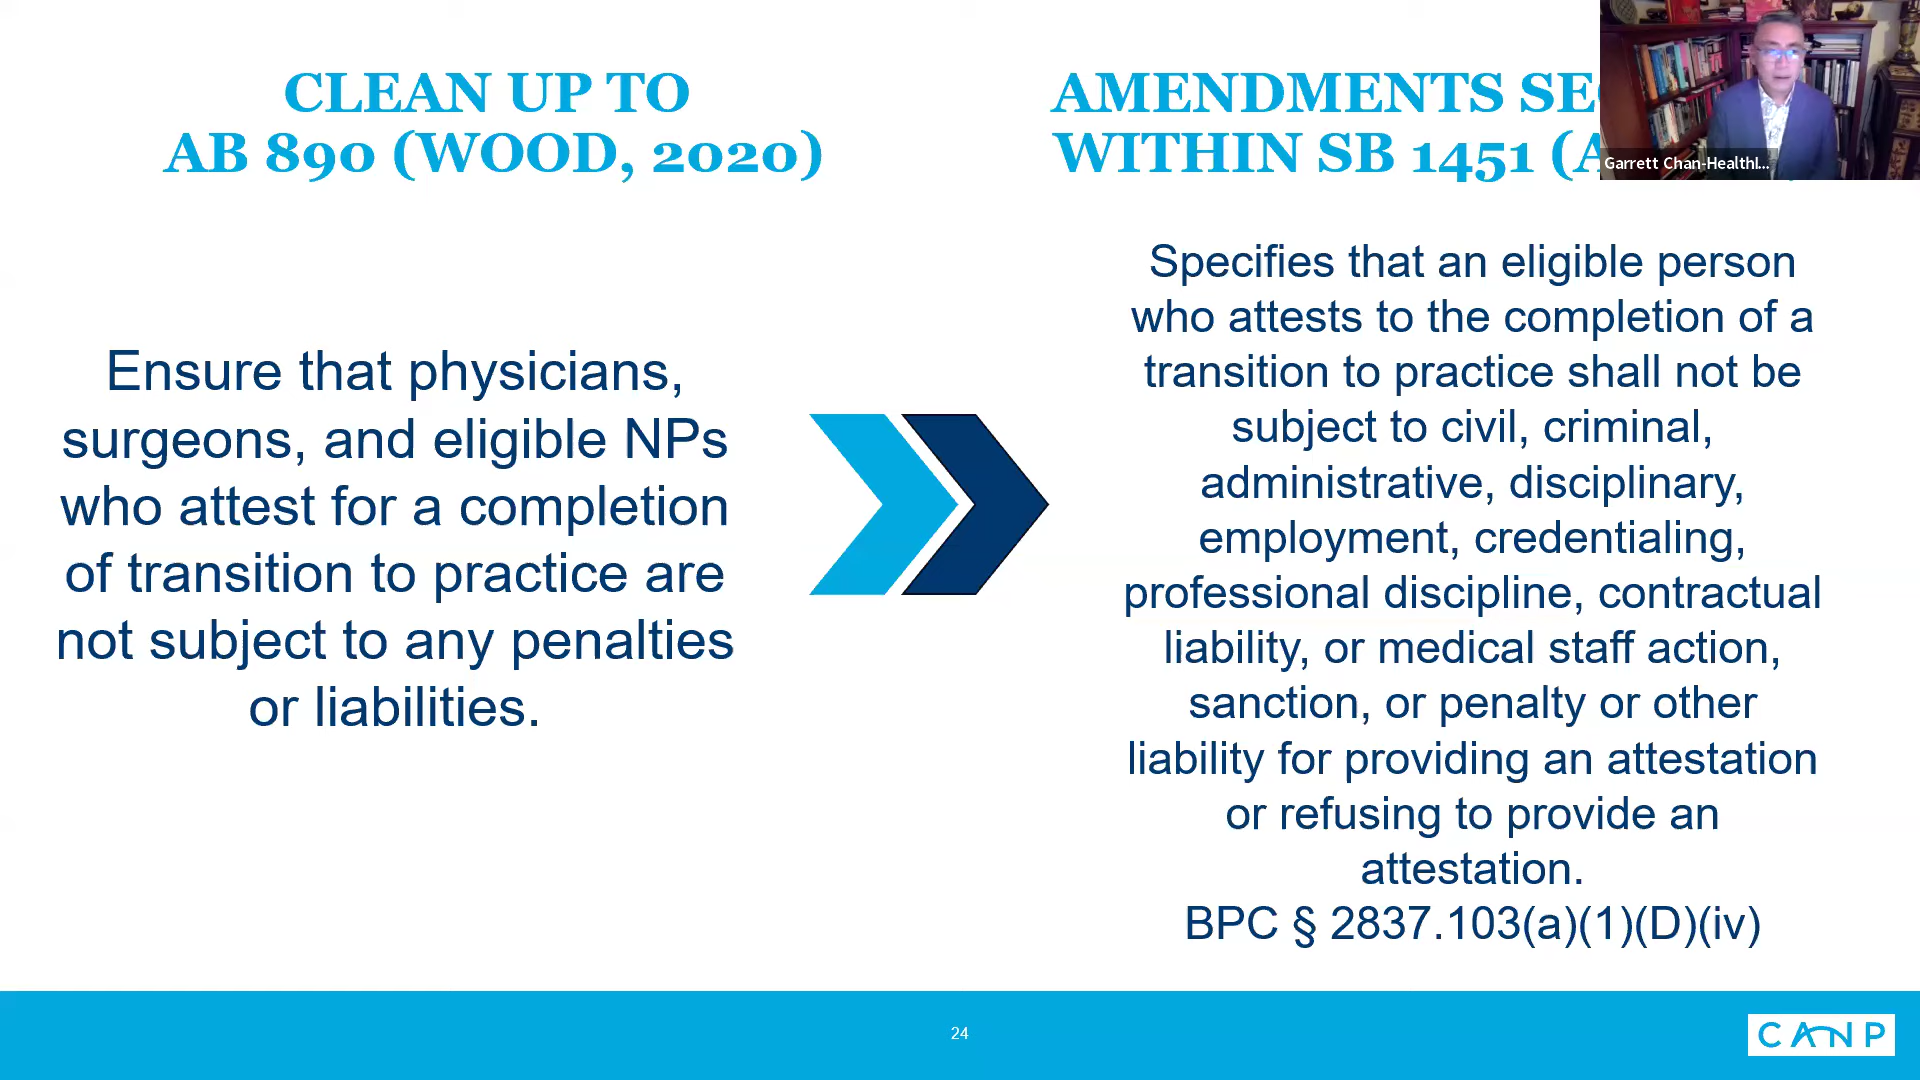 CLEAN UP TO
AB 890 (WOOD, 2020)
Ensure that physicians,
surgeons, and eligible NPs
who attest for a completion
of transition to practice are
not subject to any penalties
or liabilities.
AMENDMENTS
WITHIN SB 1451
Specifies that an eligible person
who attests to the completion of a
transition to practice shall not be
subject to civil, criminal,
administrative, disciplinary,
employment, credentialing,
professional discipline, contractual
liability, or medical staff action,
sanction, or penalty or other
liability for providing an attestation
or refusing to provide an
attestation.
BPC § 2837.103(a)(1)(D)(iv)
Garrett Chan-Healthl...
24
CANP